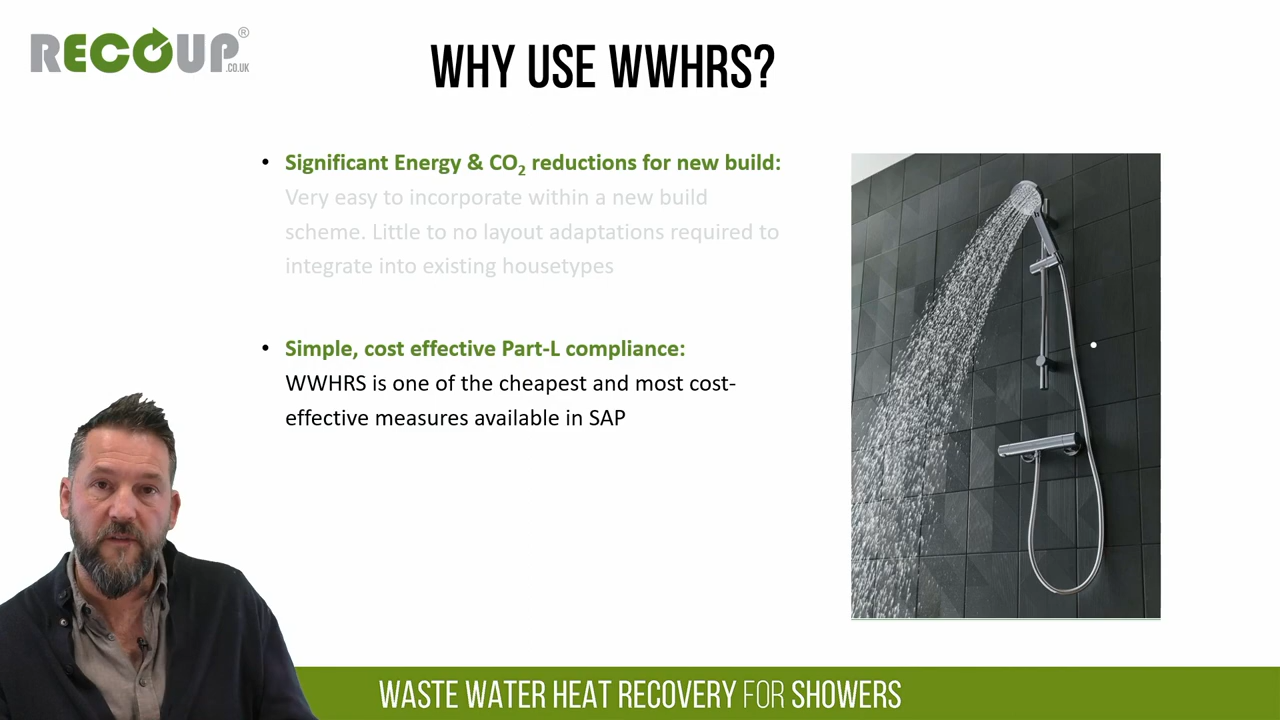 RECOUP®
.CO.UK
WHY USE WWHRS?
• Significant Energy & CO₂ reductions for new build:
Very easy to incorporate within a new build
scheme. Little to no layout adaptations required to
integrate into existing housetypes
• Simple, cost effective Part-L compliance:
WWHRS is one of the cheapest and most cost-
effective measures available in SAP
WASTE WATER HEAT RECOVERY FOR SHOWERS